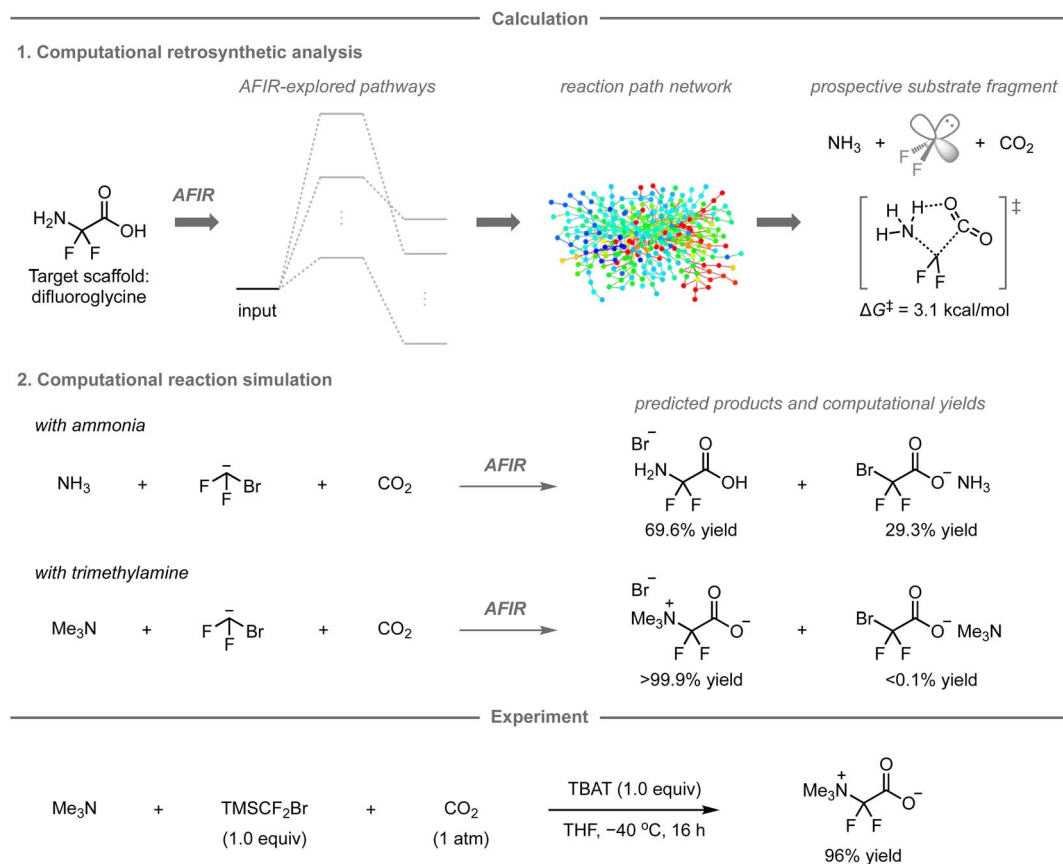 Calculation
1. Computational retrosynthetic analysis
AFIR-explored pathways
reaction path network
prospective substrate fragment
H₂N
O
OH
F F
Target scaffold:
difluoroglycine
AFIR
input
⋮
⋮
NH₃ + F F : + CO₂
H H H N O C O F F ‡
ΔG‡ = 3.1 kcal/mol
2. Computational reaction simulation
predicted products and computational yields
with ammonia
NH₃ + F F − Br + CO₂ AFIR Br− H₂N O OH F F + Br O O− F F NH₃
69.6% yield 29.3% yield
with trimethylamine
Me₃N + F F − Br + CO₂ AFIR Br− Me₃N+ O O− F F + Br O O− F F Me₃N
>99.9% yield <0.1% yield
Experiment
Me₃N + TMSCF₂Br + CO₂ TBAT (1.0 equiv) Me₃N+ O O− F F
(1.0 equiv) (1 atm) THF, −40 ºC, 16 h
96% yield